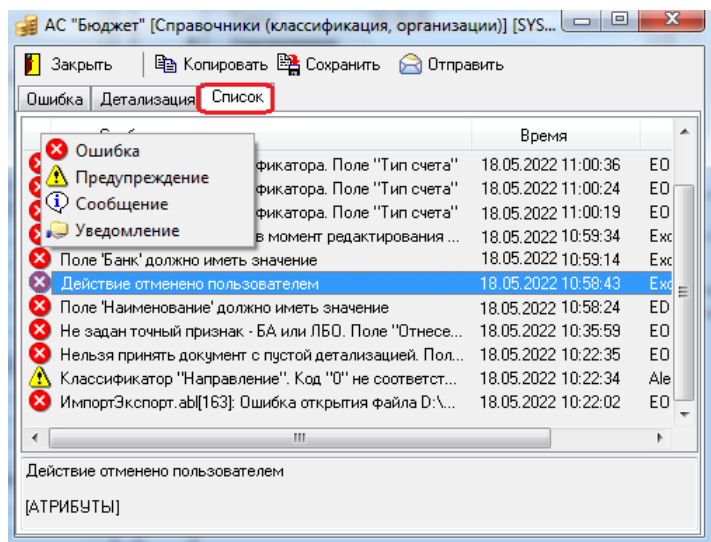 АС "Бюджет" [Справочники (классификация, организации)] [SYS...
Закрыть Копировать Сохранить Отправить
Ошибка Детализация Список
Время
Ошибка
Предупреждение
Сообщение
Уведомление
фикатора. Поле "Тип счета" 18.05.2022 11:00:36 EO
фикатора. Поле "Тип счета" 18.05.2022 11:00:24 EO
фикатора. Поле "Тип счета" 18.05.2022 11:00:19 EO
в момент редактирования ... 18.05.2022 10:59:34 Exc
Поле 'Банк' должно иметь значение 18.05.2022 10:59:14 Exc
Действие отменено пользователем 18.05.2022 10:58:43 Exc
Поле 'Наименование' должно иметь значение 18.05.2022 10:58:24 ED
Не задан точный признак - БА или ЛБО. Поле "Отнесе... 18.05.2022 10:35:59 EO
Нельзя принять документ с пустой детализацией. Пол... 18.05.2022 10:22:35 EO
Классификатор "Направление". Код "0" не соответст... 18.05.2022 10:22:34 Ale
ИмпортЭкспорт.abl[163]: Ошибка открытия файла D:\... 18.05.2022 10:22:02 EO
Действие отменено пользователем
[АТРИБУТЫ]